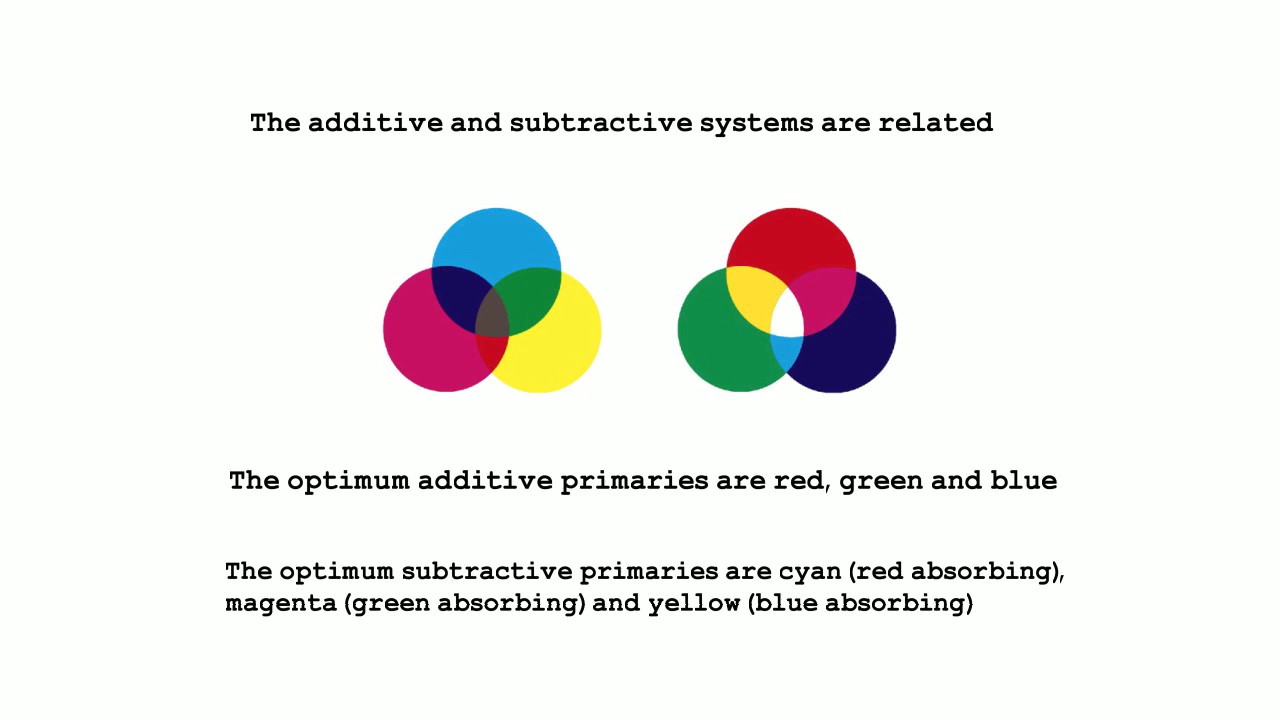 The additive and subtractive systems are related
The optimum additive primaries are red, green and blue
The optimum subtractive primaries are cyan (red absorbing),
magenta (green absorbing) and yellow (blue absorbing)